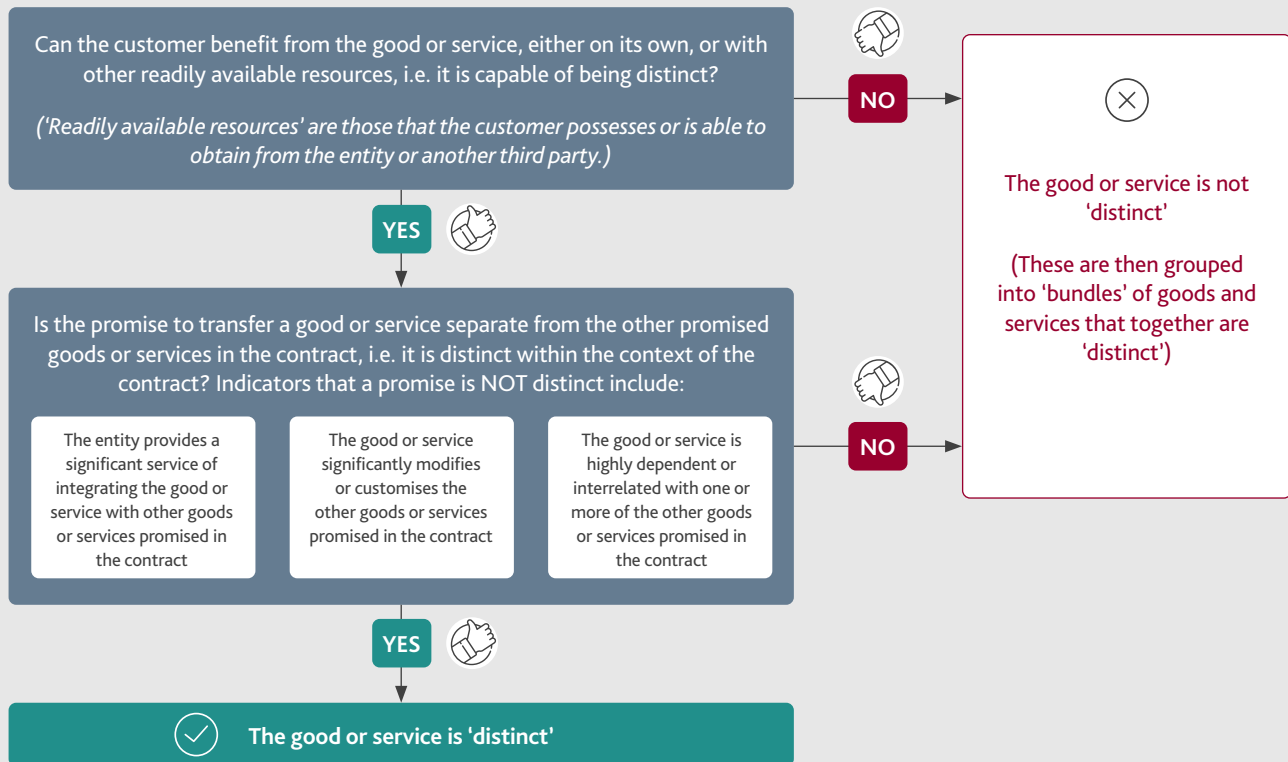 Can the customer benefit from the good or service, either on its own, or with
other readily available resources, i.e. it is capable of being distinct?
(‘Readily available resources’ are those that the customer possesses or is able to
obtain from the entity or another third party.)
NO
The good or service is not
‘distinct’
(These are then grouped
into ‘bundles’ of goods and
services that together are
‘distinct’)
YES
Is the promise to transfer a good or service separate from the other promised
goods or services in the contract, i.e. it is distinct within the context of the
contract? Indicators that a promise is NOT distinct include:
The entity provides a
significant service of
integrating the good or
service with other goods
or services promised in
the contract
The good or service
significantly modifies
or customises the
other goods or services
promised in the contract
The good or service is
highly dependent or
interrelated with one or
more of the other goods
or services promised in
the contract
NO
YES
The good or service is ‘distinct’